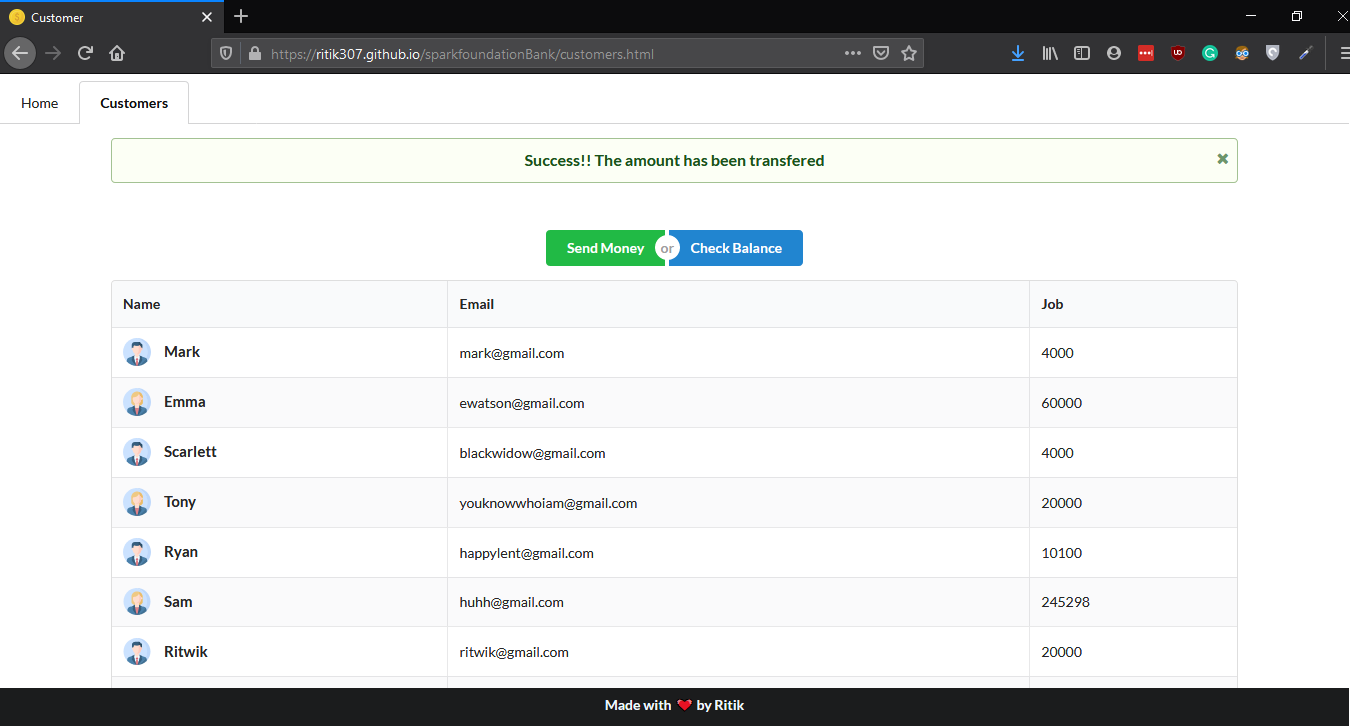 Customer
https://ritik307.github.io/sparkfoundationBank/customers.html
Home Customers
Success!! The amount has been transfered
Send Money or Check Balance
Name Email Job
Mark mark@gmail.com 4000
Emma ewatson@gmail.com 60000
Scarlett blackwidow@gmail.com 4000
Tony youknowwhoiam@gmail.com 20000
Ryan happylent@gmail.com 10100
Sam huhh@gmail.com 245298
Ritwik ritwik@gmail.com 20000
Made with ❤️ by Ritik